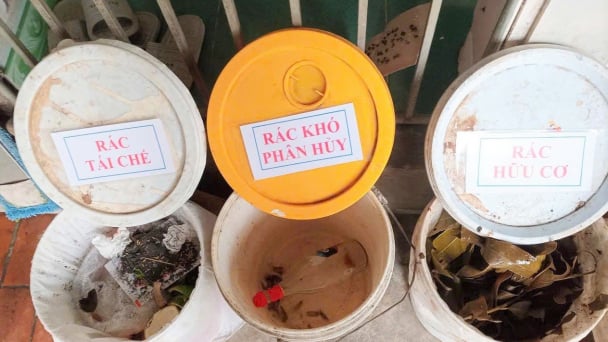 RÁC
TÁI CHẾ
RÁC KHÓ
PHÂN HỦY
RÁC
HỮU CƠ